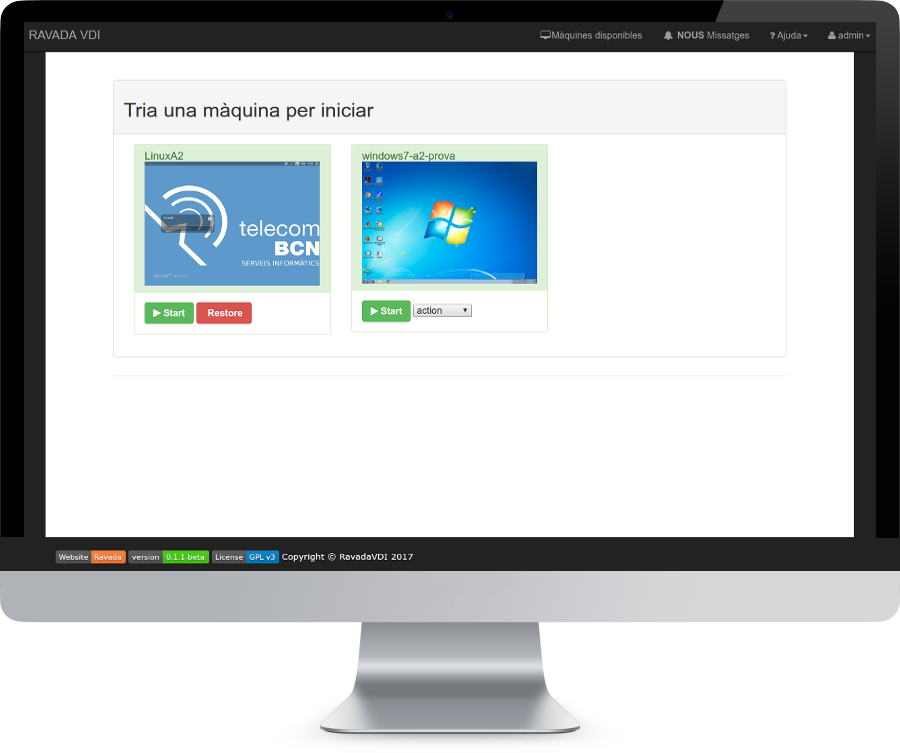 RAVADA VDI
Màquines disponibles
NOUS Missatges
? Ajuda
admin
Tria una màquina per iniciar
LinuxA2
telecom
BCN
SERVEIS INFORMÀTICS
Start
Restore
windows7-a2-prova
Start
action
Website Ravada version 0.1.1 beta License GPL v3 Copyright © RavadaVDI 2017